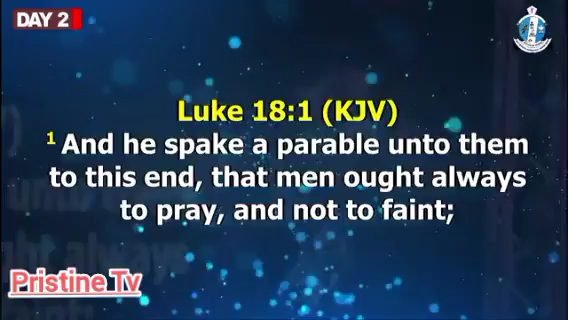 DAY 2
Luke 18:1 (KJV)
1 And he spake a parable unto them
to this end, that men ought always
to pray, and not to faint;
Pristine Tv